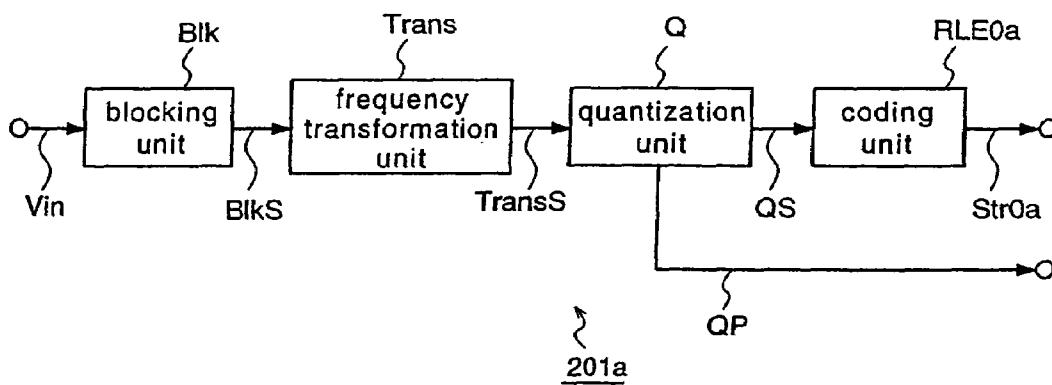 Blk
Trans
Q
RLE0a
blocking
unit
frequency
transformation
unit
quantization
unit
coding
unit
Vin
BlkS
TransS
QS
Str0a
QP
201a